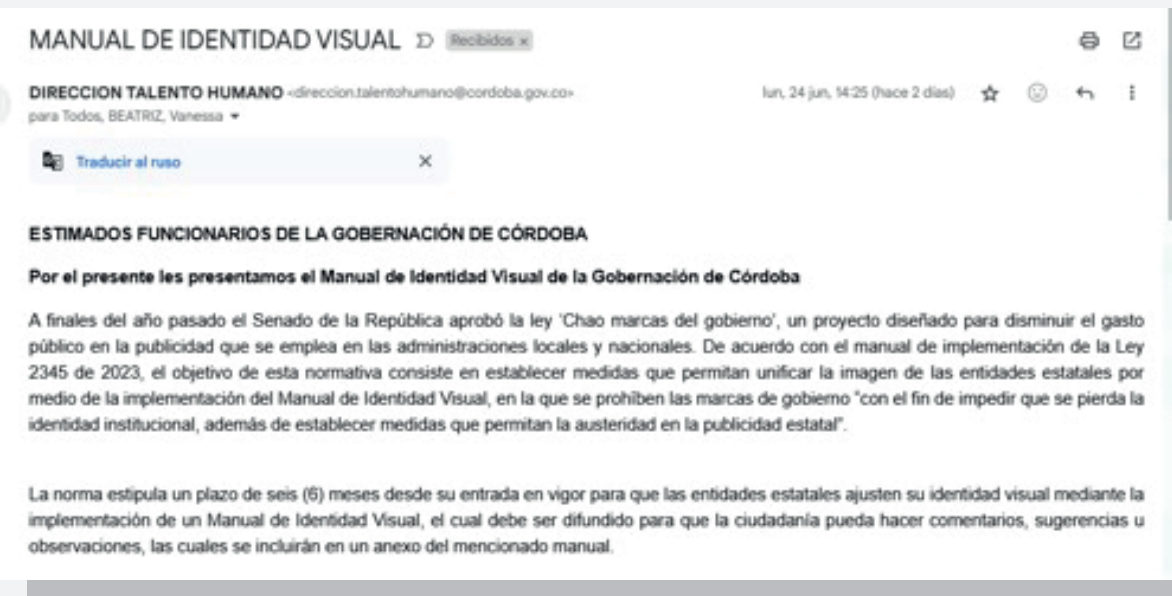 MANUAL DE IDENTIDAD VISUAL Recibidos x
DIRECCION TALENTO HUMANO <direccion.talentohumano@cordoba.gov.co> lun, 24 jun, 14:25 (hace 2 días)
para Todos, BEATRIZ, Vanessa
Traducir al ruso
ESTIMADOS FUNCIONARIOS DE LA GOBERNACIÓN DE CÓRDOBA
Por el presente les presentamos el Manual de Identidad Visual de la Gobernación de Córdoba
A finales del año pasado el Senado de la República aprobó la ley 'Chao marcas del gobierno', un proyecto diseñado para disminuir el gasto
público en la publicidad que se emplea en las administraciones locales y nacionales. De acuerdo con el manual de implementación de la Ley
2345 de 2023, el objetivo de esta normativa consiste en establecer medidas que permitan unificar la imagen de las entidades estatales por
medio de la implementación del Manual de Identidad Visual, en la que se prohíben las marcas de gobierno "con el fin de impedir que se pierda la
identidad institucional, además de establecer medidas que permitan la austeridad en la publicidad estatal".
La norma estipula un plazo de seis (6) meses desde su entrada en vigor para que las entidades estatales ajusten su identidad visual mediante la
implementación de un Manual de Identidad Visual, el cual debe ser difundido para que la ciudadanía pueda hacer comentarios, sugerencias u
observaciones, las cuales se incluirán en un anexo del mencionado manual.